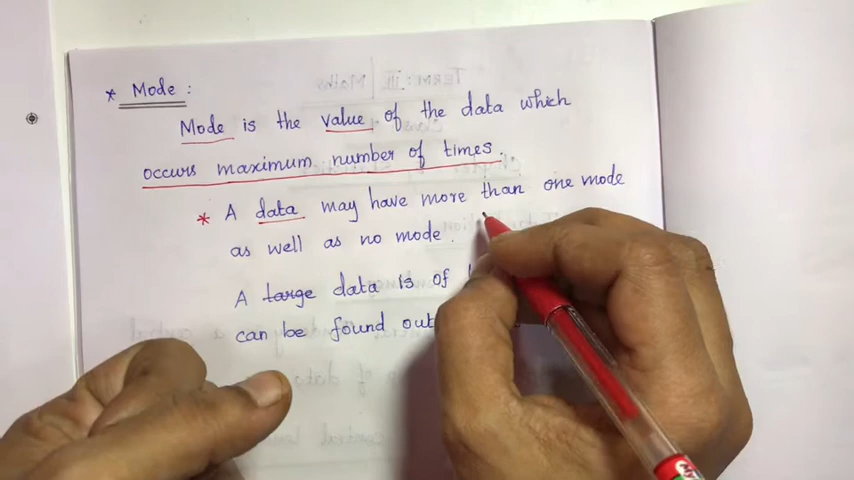 * Mode :
Mode is the value of the data which
occurs maximum number of times.
* A data may have more than one mode
as well as no mode.
A large data is of
can be found out